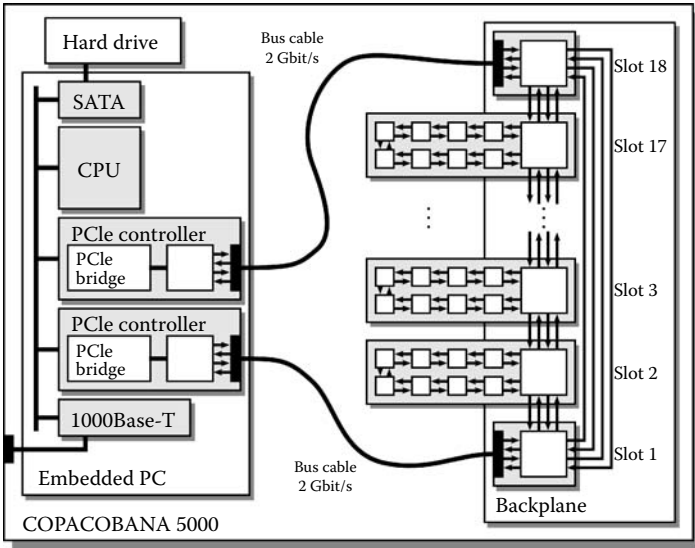 Hard drive
SATA
CPU
PCIe controller
PCIe
bridge
PCIe controller
PCIe
bridge
1000Base-T
Embedded PC
COPACOBANA 5000
Bus cable
2 Gbit/s
Bus cable
2 Gbit/s
Slot 18
Slot 17
Slot 3
Slot 2
Slot 1
Backplane